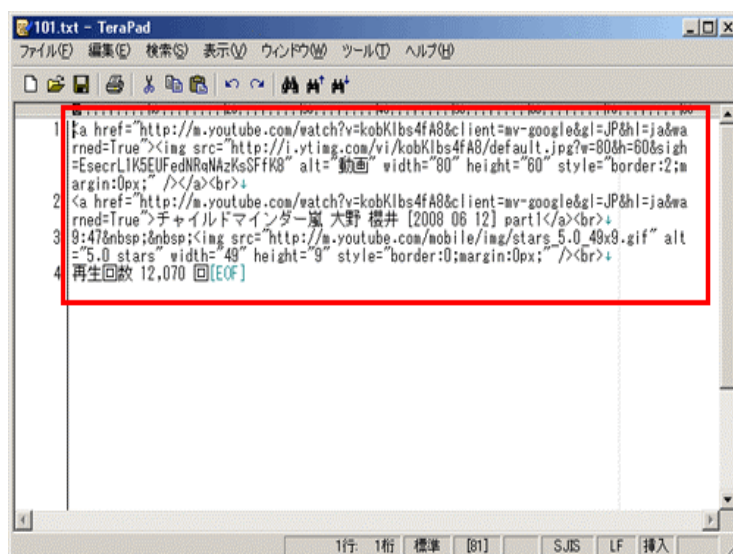 101.txt - TeraPad
ファイル(F) 編集(E) 検索(S) 表示(V) ウィンドウ(W) ツール(T) ヘルプ(H)
1 <a href="http://m.youtube.com/watch?v=kobKIbs4fA8&client=mv-google&gl=JP&hl=ja&wa
rned=True"><img src="http://i.ytimg.com/vi/kobKIbs4fA8/default.jpg?w=80&h=60&sigh
=EsecrL1K5EUFedNRqNAzKsSFfK8" alt="動画" width="80" height="60" style="border:2;m
argin:0px;" /></a><br>↓
2 <a href="http://m.youtube.com/watch?v=kobKIbs4fA8&client=mv-google&gl=JP&hl=ja&wa
rned=True">チャイルドマインダー嵐 大野 櫻井 [2008 06 12] part1</a><br>↓
3 9:47&nbsp;&nbsp;<img src="http://m.youtube.com/mobile/img/stars_5.0_49x9.gif" alt
="5.0 stars" width="49" height="9" style="border:0;margin:0px;" /><br>↓
4 再生回数 12,070 回[EOF]
1行: 1桁 標準 [81] SJIS LF 挿入